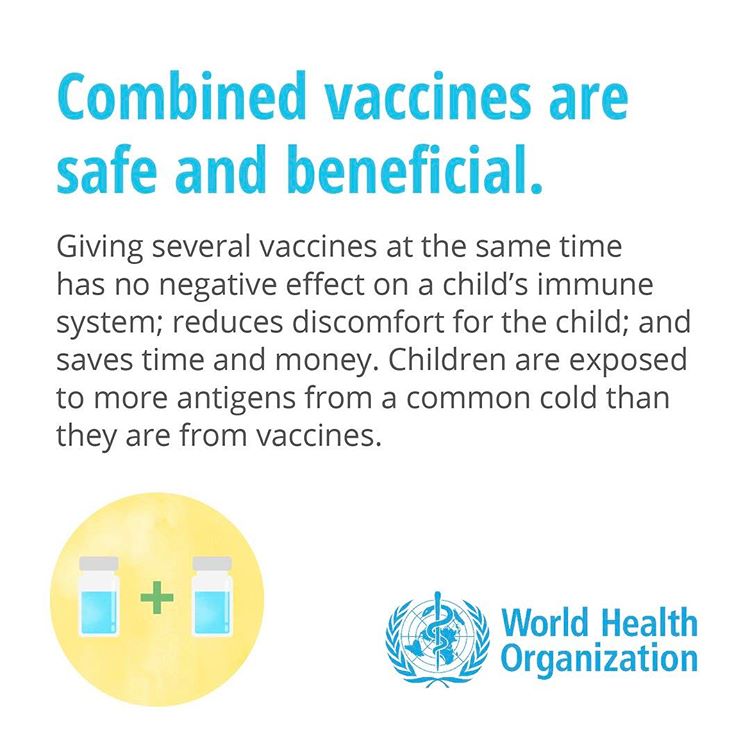 Combined vaccines are
safe and beneficial.
Giving several vaccines at the same time
has no negative effect on a child’s immune
system; reduces discomfort for the child; and
saves time and money. Children are exposed
to more antigens from a common cold than
they are from vaccines.
World Health
Organization